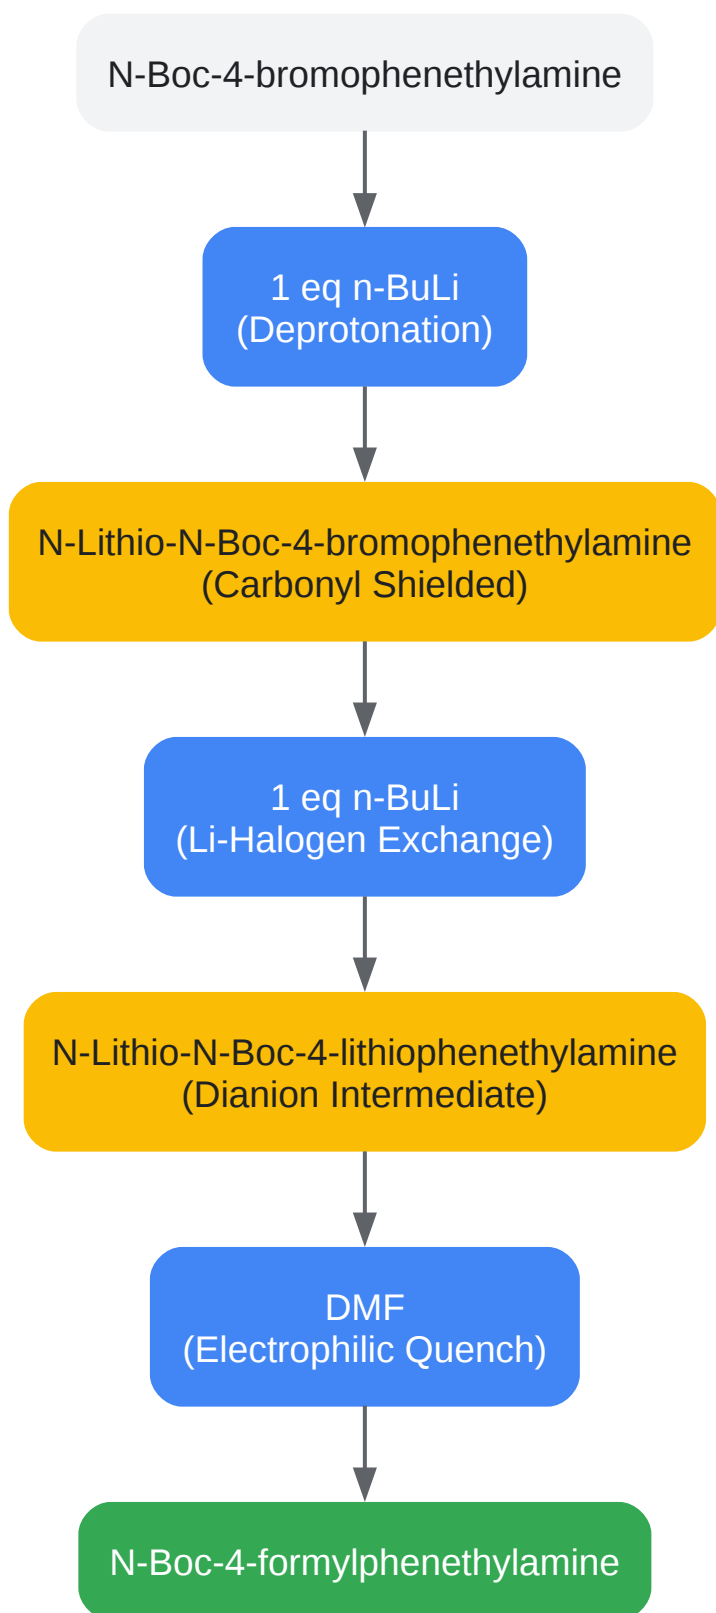 N-Boc-4-bromophenethylamine
1 eq n-BuLi
(Deprotonation)
N-Lithio-N-Boc-4-bromophenethylamine
(Carbonyl Shielded)
1 eq n-BuLi
(Li-Halogen Exchange)
N-Lithio-N-Boc-4-lithiophenethylamine
(Dianion Intermediate)
DMF
(Electrophilic Quench)
N-Boc-4-formylphenethylamine